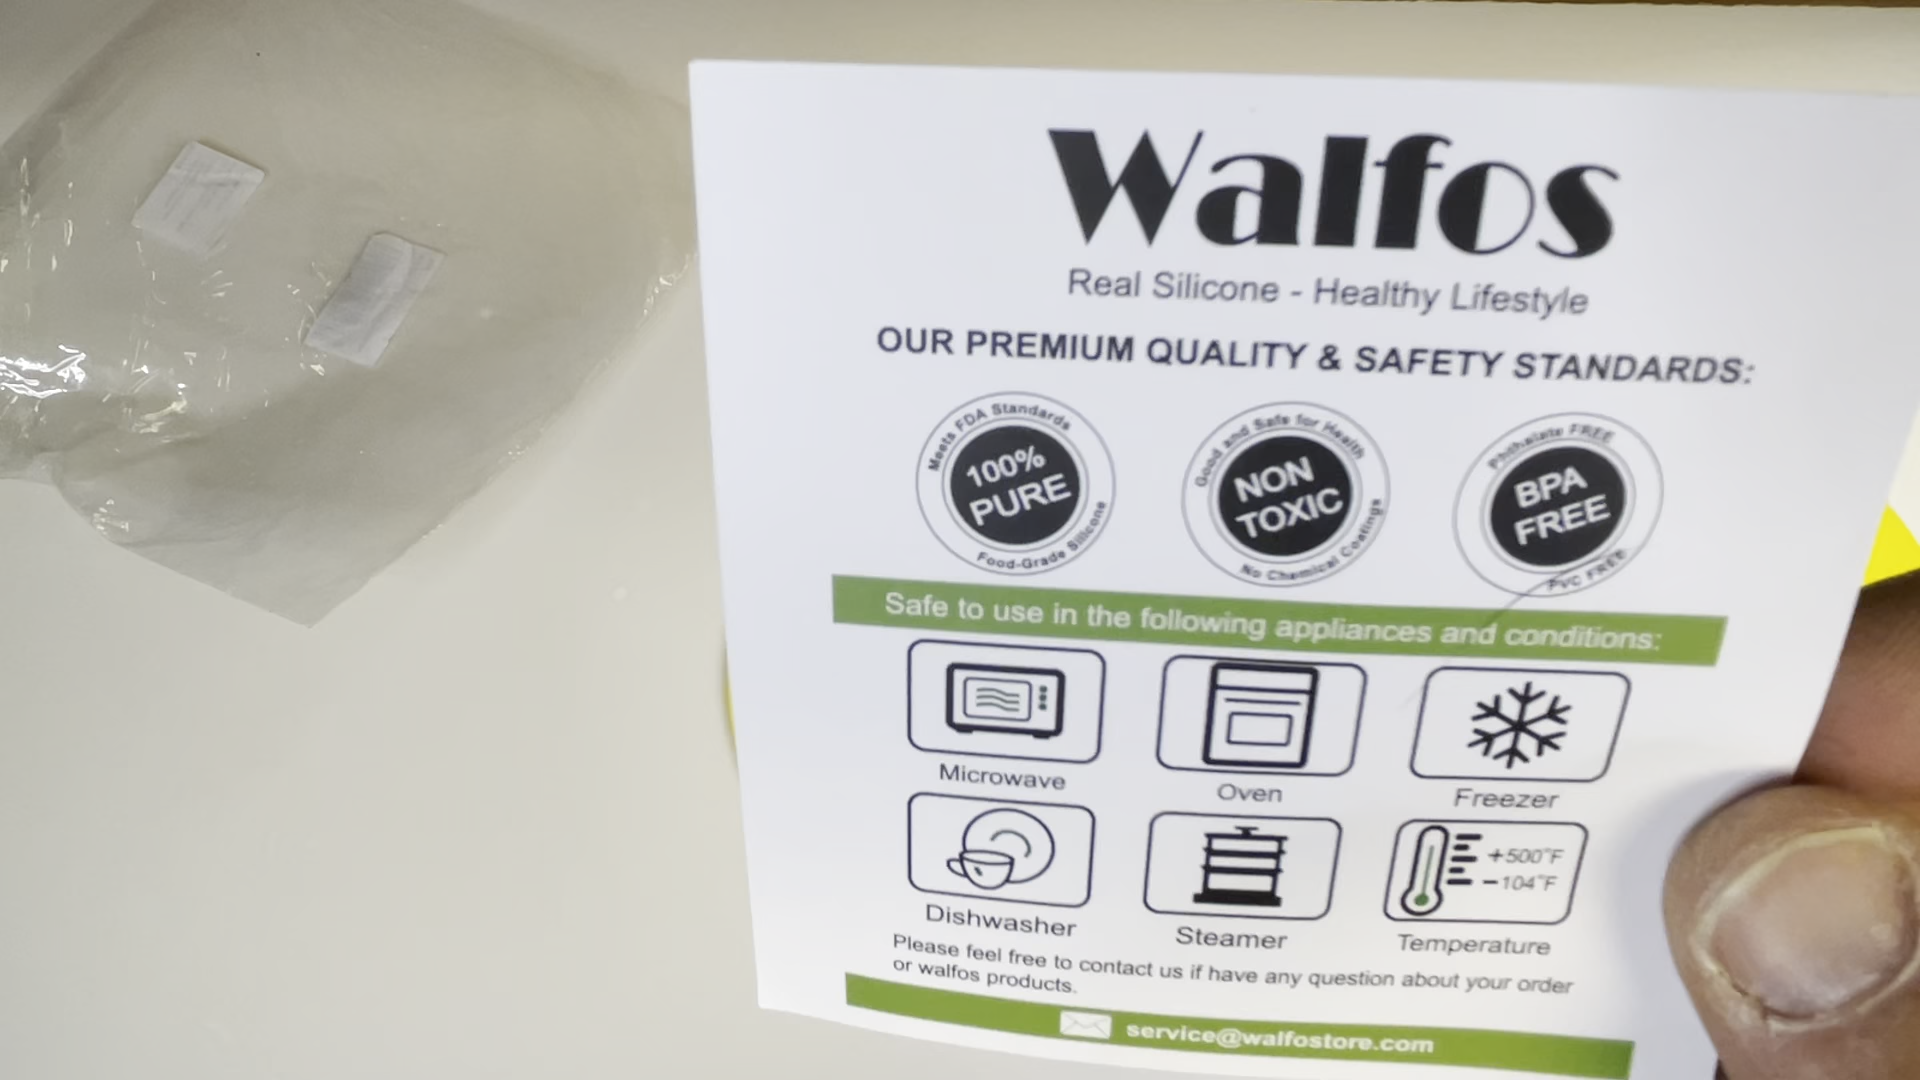 Walfos
Real Silicone - Healthy Lifestyle
OUR PREMIUM QUALITY & SAFETY STANDARDS:
Meets FDA Standards
100%
PURE
Food-Grade Silicone
Good and Safe for Health
NON
TOXIC
No Chemical Coatings
Phthalate FREE
BPA
FREE
PVC FREE
Safe to use in the following appliances and conditions:
Microwave
Oven
Freezer
+500°F
-104°F
Dishwasher
Steamer
Temperature
Please feel free to contact us if have any question about your order
or walfos products.
service@walfostore.com